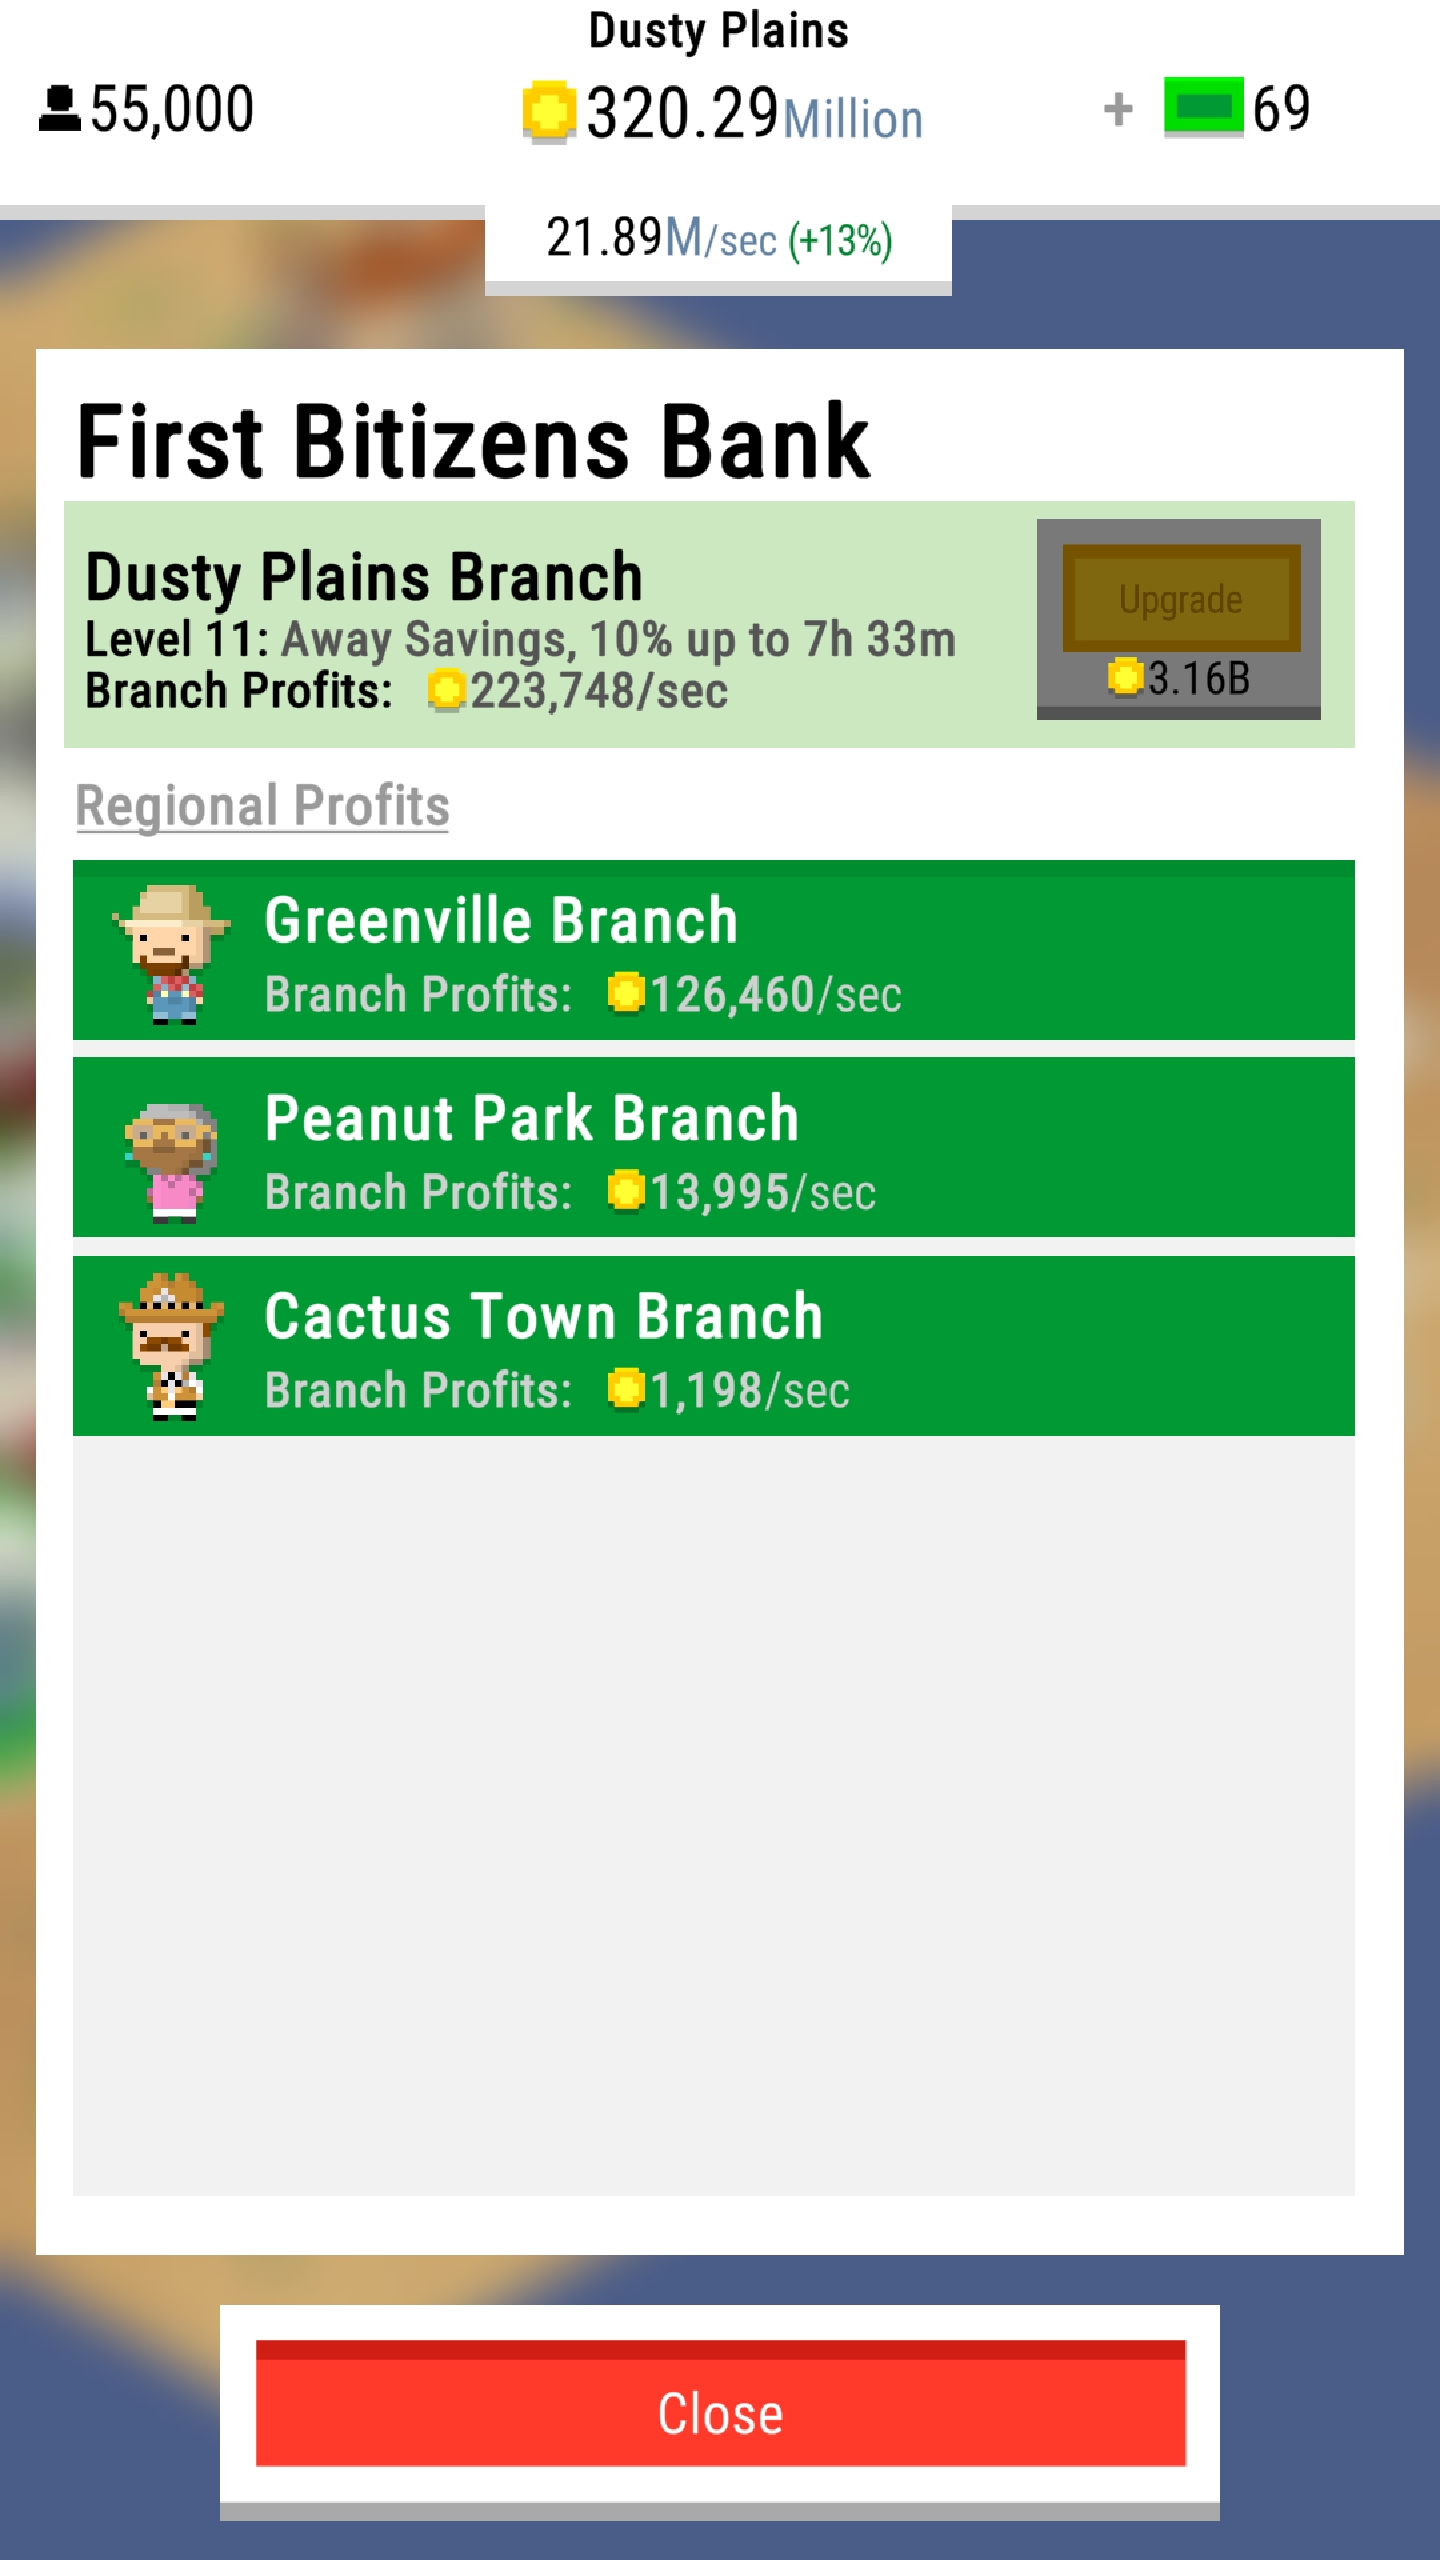 Dusty Plains
55,000
320.29Million
+ 69
21.89M/sec (+13%)
First Bitizens Bank
Dusty Plains Branch
Level 11: Away Savings, 10% up to 7h 33m
Branch Profits: 223,748/sec
Upgrade
3.16B
Regional Profits
Greenville Branch
Branch Profits: 126,460/sec
Peanut Park Branch
Branch Profits: 13,995/sec
Cactus Town Branch
Branch Profits: 1,198/sec
Close